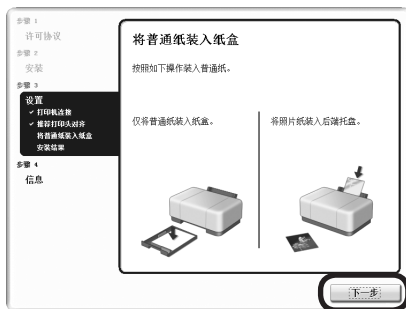 步骤 1
许可协议
步骤 2
安装
步骤 3
设置
✓ 打印机连接
✓ 推荐打印头对齐
将普通纸装入纸盒
安装结果
步骤 4
信息
将普通纸装入纸盒
按照如下操作装入普通纸。
仅将普通纸装入纸盒。
将照片纸装入后端托盘。
下一步